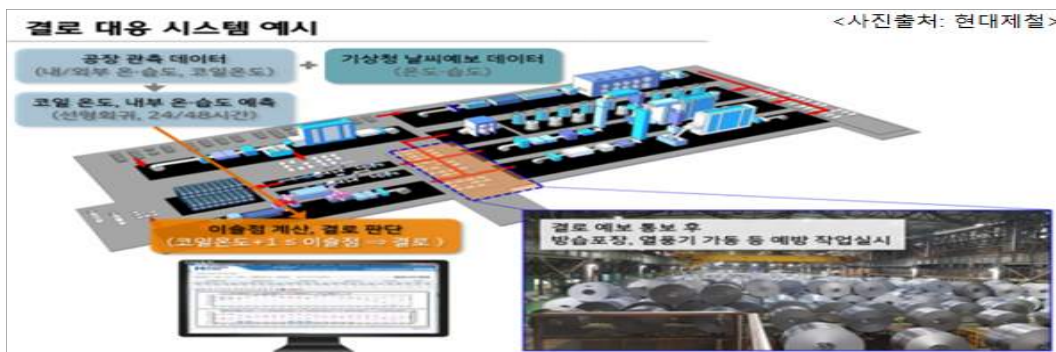 결로 대응 시스템 예시
<사진출처: 현대제철>
공장 관측 데이터
(내/외부 온·습도, 코일온도)
+
기상청 날씨예보 데이터
(온도·습도)
코일 온도, 내부 온·습도 예측
(선형회귀, 24/48시간)
이슬점 계산, 결로 판단
(코일온도+1 ≤ 이슬점 ⇒ 결로 )
결로 예보 통보 후
방습포장, 열풍기 가동 등 예방 작업실시